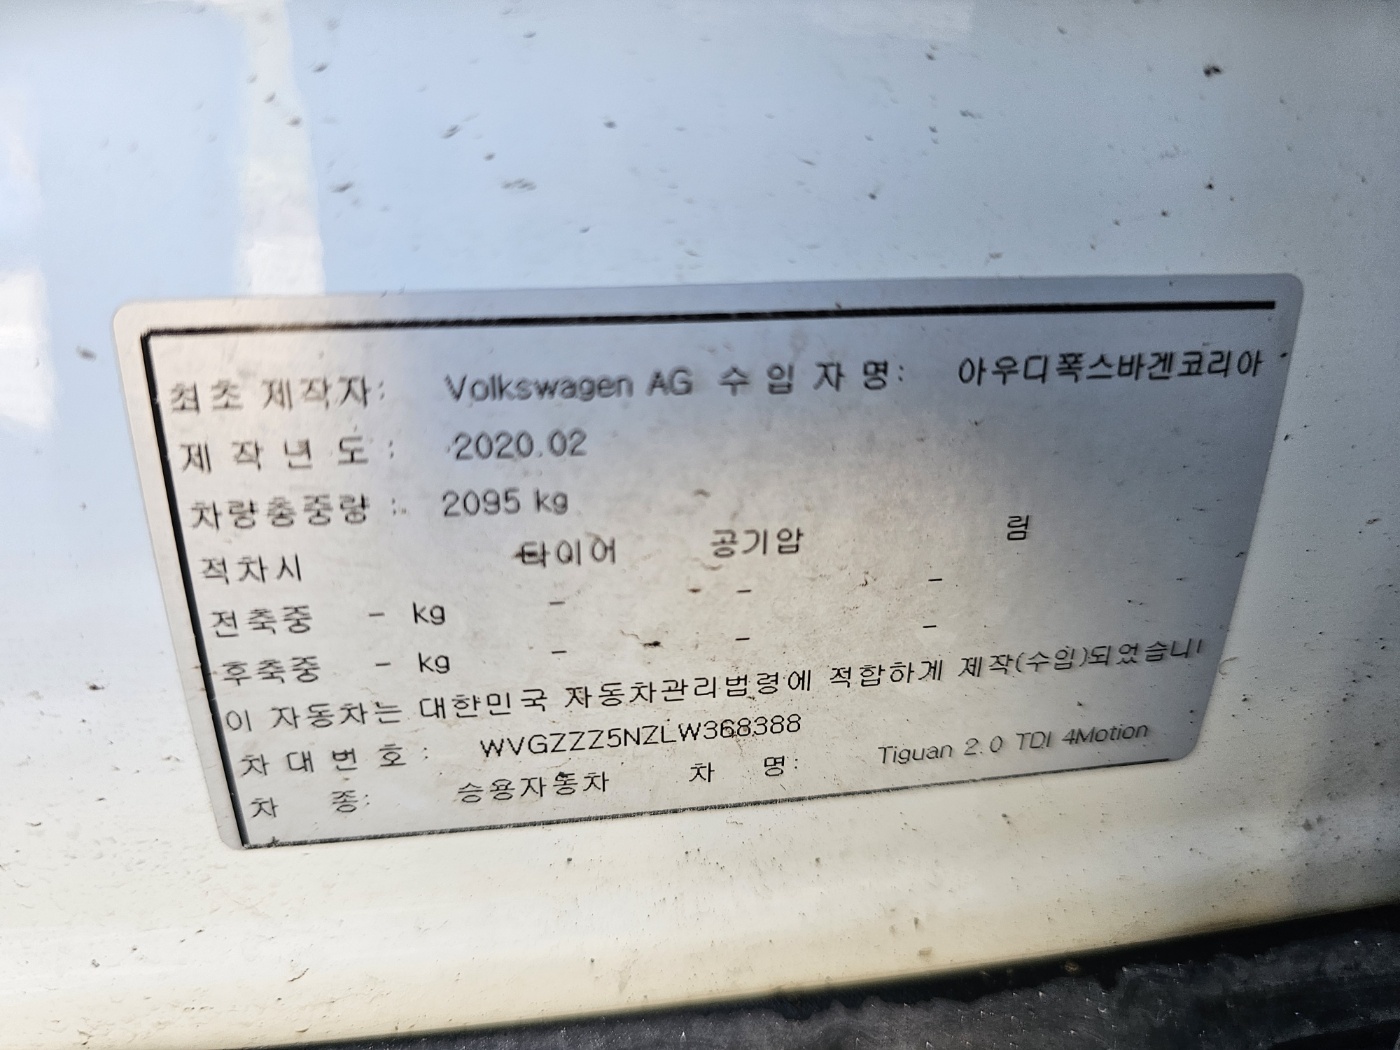 최초 제작자: Volkswagen AG 수 입 자 명: 아우디폭스바겐코리아
제 작 년 도 : 2020.02
차량총중량 : 2095 kg
적차시 타이어 공기압 림
전축중 - kg - - -
후축중 - kg - - -
이 자동차는 대한민국 자동차관리법령에 적합하게 제작(수입)되었습니
차 대 번 호 : WVGZZZ5NZLW368388
차 종: 승용자동차 차 명: Tiguan 2.0 TDI 4Motion